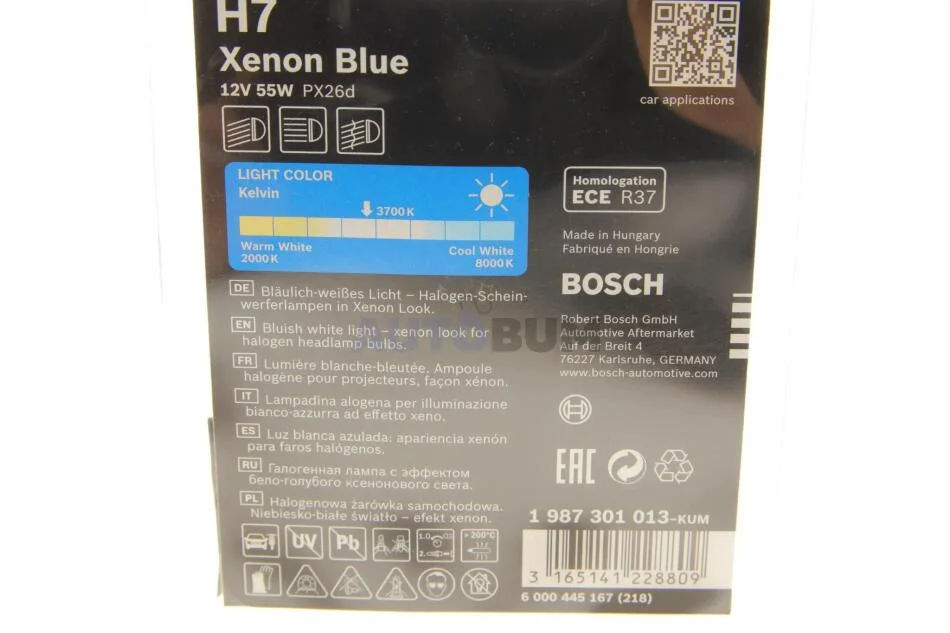 H7
Xenon Blue
12V 55W PX26d
car applications
LIGHT COLOR
Kelvin
3700 K
Warm White
2000 K
Cool White
8000 K
Homologation
ECE R37
Made in Hungary
Fabriqué en Hongrie
BOSCH
Robert Bosch GmbH
Automotive Aftermarket
Auf der Breit 4
76227 Karlsruhe, GERMANY
www.bosch-automotive.com
DE Bläulich-weißes Licht – Halogen-Schein-
werferlampen in Xenon Look.
EN Bluish white light – xenon look for
halogen headlamp bulbs.
FR Lumière blanche-bleutée. Ampoule
halogène pour projecteurs, façon xénon.
IT Lampadina alogena per illuminazione
bianco-azzurra ad effetto xeno.
ES Luz blanca azulada: apariencia xenón
para faros halógenos.
RU Галогенная лампа с эффектом
бело-голубого ксенонового света.
PL Halogenowa żarówka samochodowa.
Niebiesko-białe światło – efekt xenon.
EAC
UV
Pb
1.
2.
> 200°C
1 987 301 013-KUM
3 165141 228809
6 000 445 167 (218)